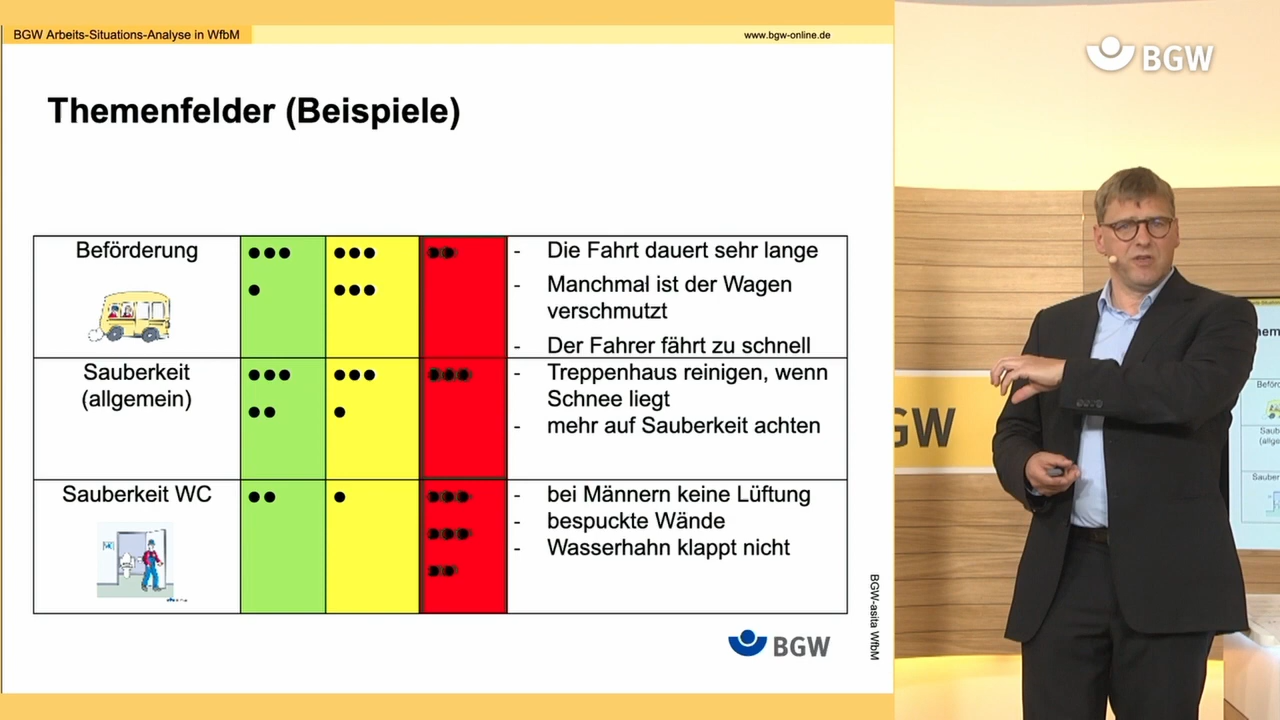 BGW Arbeits-Situations-Analyse in WfbM
www.bgw-online.de
BGW
Themenfelder (Beispiele)
Beförderung
- Die Fahrt dauert sehr lange
- Manchmal ist der Wagen
verschmutzt
- Der Fahrer fährt zu schnell
Sauberkeit
(allgemein)
- Treppenhaus reinigen, wenn
Schnee liegt
- mehr auf Sauberkeit achten
Sauberkeit WC
- bei Männern keine Lüftung
- bespuckte Wände
- Wasserhahn klappt nicht
BGW
BGW-asita WfbM
GW